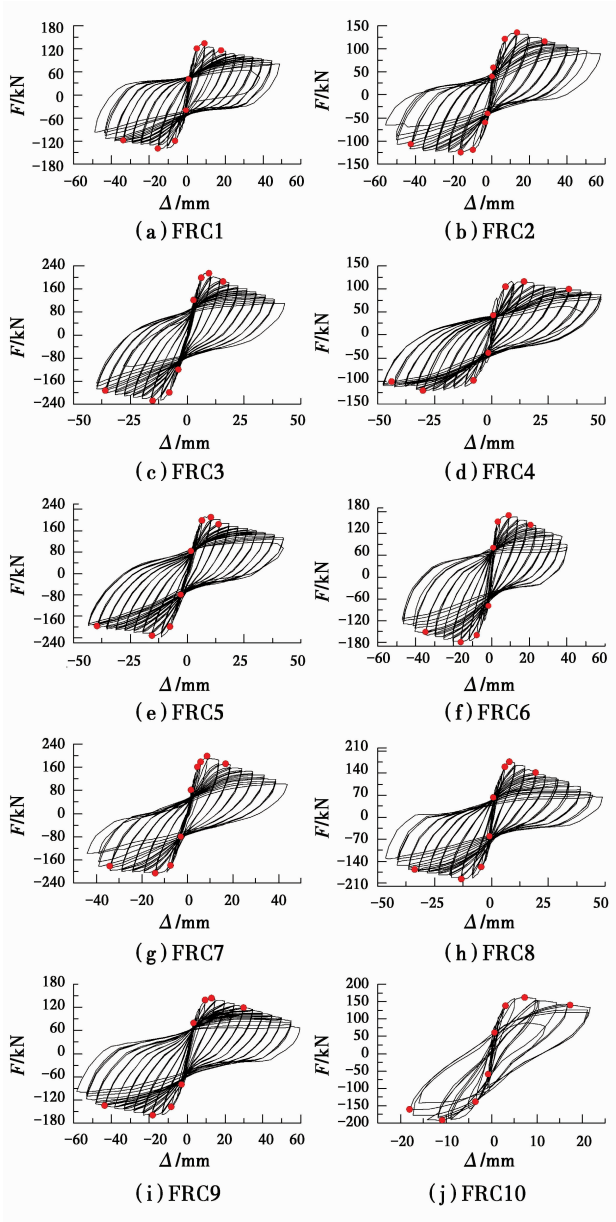 180
120
60
0
−60
−120
−180
F/kN
−60 −40 −20 0 20 40 60
Δ/mm
(a)FRC1
150
100
50
0
−50
−100
−150
F/kN
−60 −40 −20 0 20 40 60
Δ/mm
(b)FRC2
240
160
80
0
−80
−160
−240
F/kN
−50 −25 0 25 50
Δ/mm
(c)FRC3
150
100
50
0
−50
−100
−150
F/kN
−50 −25 0 25 50
Δ/mm
(d)FRC4
240
160
80
0
−80
−160
−240
F/kN
−50 −25 0 25 50
Δ/mm
(e)FRC5
180
120
60
0
−60
−120
−180
F/kN
−60 −40 −20 0 20 40 60
Δ/mm
(f)FRC6
240
160
80
0
−80
−160
−240
F/kN
−40 −20 0 20 40
Δ/mm
(g)FRC7
210
140
70
0
−70
−140
−210
F/kN
−50 −25 0 25 50
Δ/mm
(h)FRC8
180
120
60
0
−60
−120
−180
F/kN
−60 −40 −20 0 20 40 60
Δ/mm
(i)FRC9
200
150
100
50
0
−50
−100
−150
−200
F/kN
−20 −10 0 10 20
Δ/mm
(j)FRC10